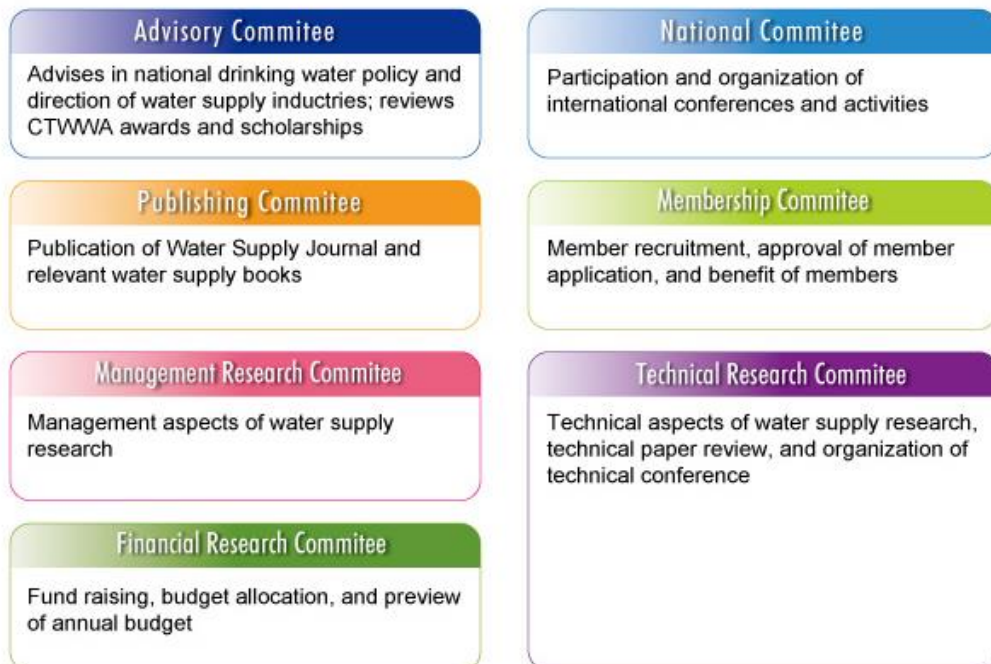 Advisory Commitee
Advises in national drinking water policy and
direction of water supply inductries; reviews
CTWWA awards and scholarships
National Commitee
Participation and organization of
international conferences and activities
Publishing Commitee
Publication of Water Supply Journal and
relevant water supply books
Membership Commitee
Member recruitment, approval of member
application, and benefit of members
Management Research Commitee
Management aspects of water supply
research
Technical Research Commitee
Technical aspects of water supply research,
technical paper review, and organization of
technical conference
Financial Research Commitee
Fund raising, budget allocation, and preview
of annual budget